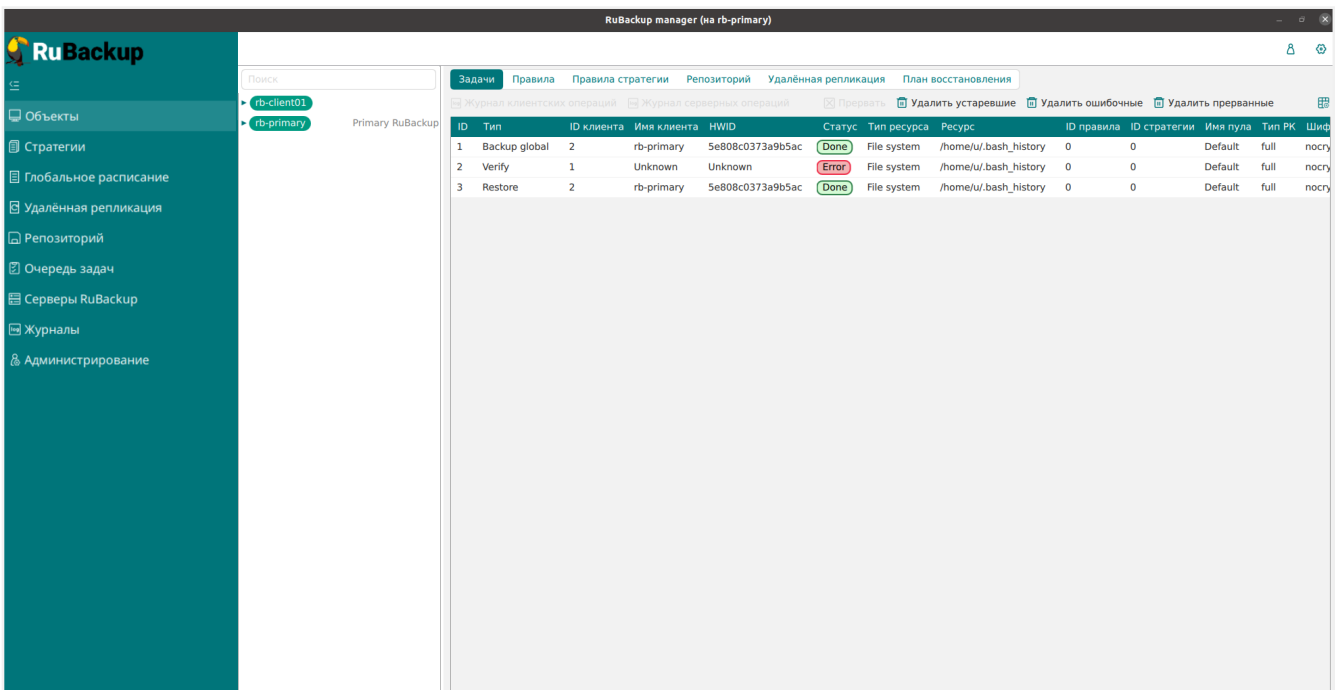 RuBackup manager (на rb-primary)
RuBackup
Объекты
Стратегии
Глобальное расписание
Удалённая репликация
Репозиторий
Очередь задач
Серверы RuBackup
Журналы
Администрирование
Поиск
rb-client01
rb-primary Primary RuBackup
Задачи Правила Правила стратегии Репозиторий Удалённая репликация План восстановления
Журнал клиентских операций Журнал серверных операций Прервать Удалить устаревшие Удалить ошибочные Удалить прерванные
ID Тип ID клиента Имя клиента HWID Статус Тип ресурса Ресурс ID правила ID стратегии Имя пула Тип РК Шиф
1 Backup global 2 rb-primary 5e808c0373a9b5ac Done File system /home/u/.bash_history 0 0 Default full nocry
2 Verify 1 Unknown Unknown Error File system /home/u/.bash_history 0 0 Default full nocry
3 Restore 2 rb-primary 5e808c0373a9b5ac Done File system /home/u/.bash_history 0 0 Default full nocry